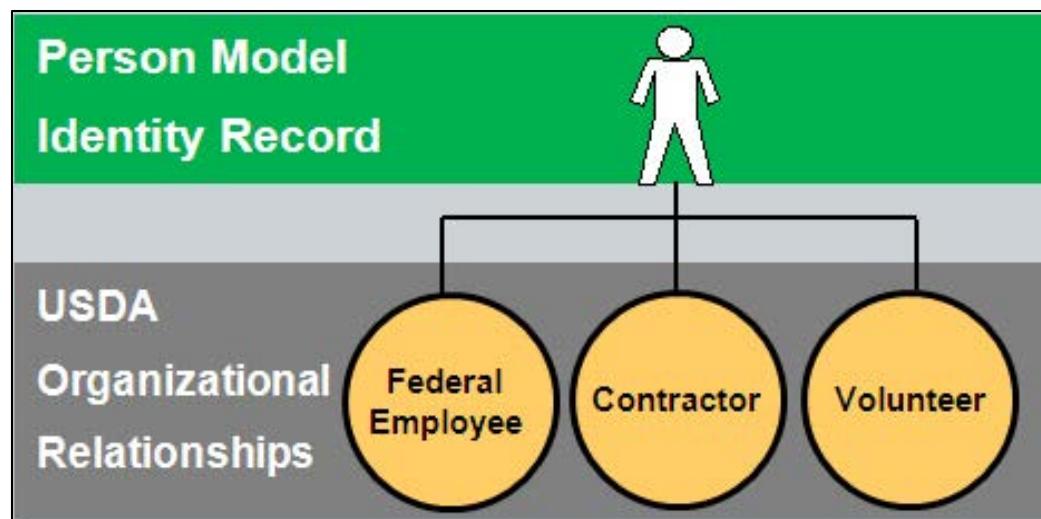 Person Model
Identity Record
USDA
Organizational
Relationships
Federal
Employee
Contractor
Volunteer